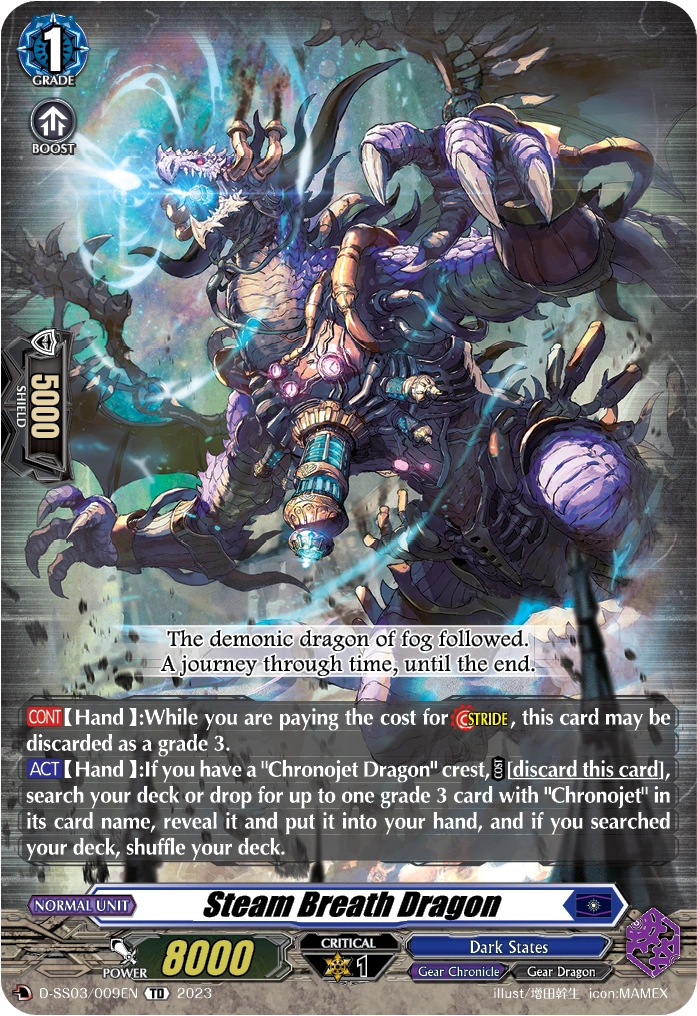 1
GRADE
BOOST
5000
SHIELD
The demonic dragon of fog followed.
A journey through time, until the end.
CONT【Hand】:While you are paying the cost for STRIDE, this card may be
discarded as a grade 3.
ACT【Hand】:If you have a "Chronojet Dragon" crest, COST [discard this card],
search your deck or drop for up to one grade 3 card with "Chronojet" in
its card name, reveal it and put it into your hand, and if you searched
your deck, shuffle your deck.
NORMAL UNIT
Steam Breath Dragon
POWER 8000
CRITICAL
1
Dark States
Gear Chronicle Gear Dragon
D-SS03/009EN TD 2023 illust/増田幹生 icon:MAMEX